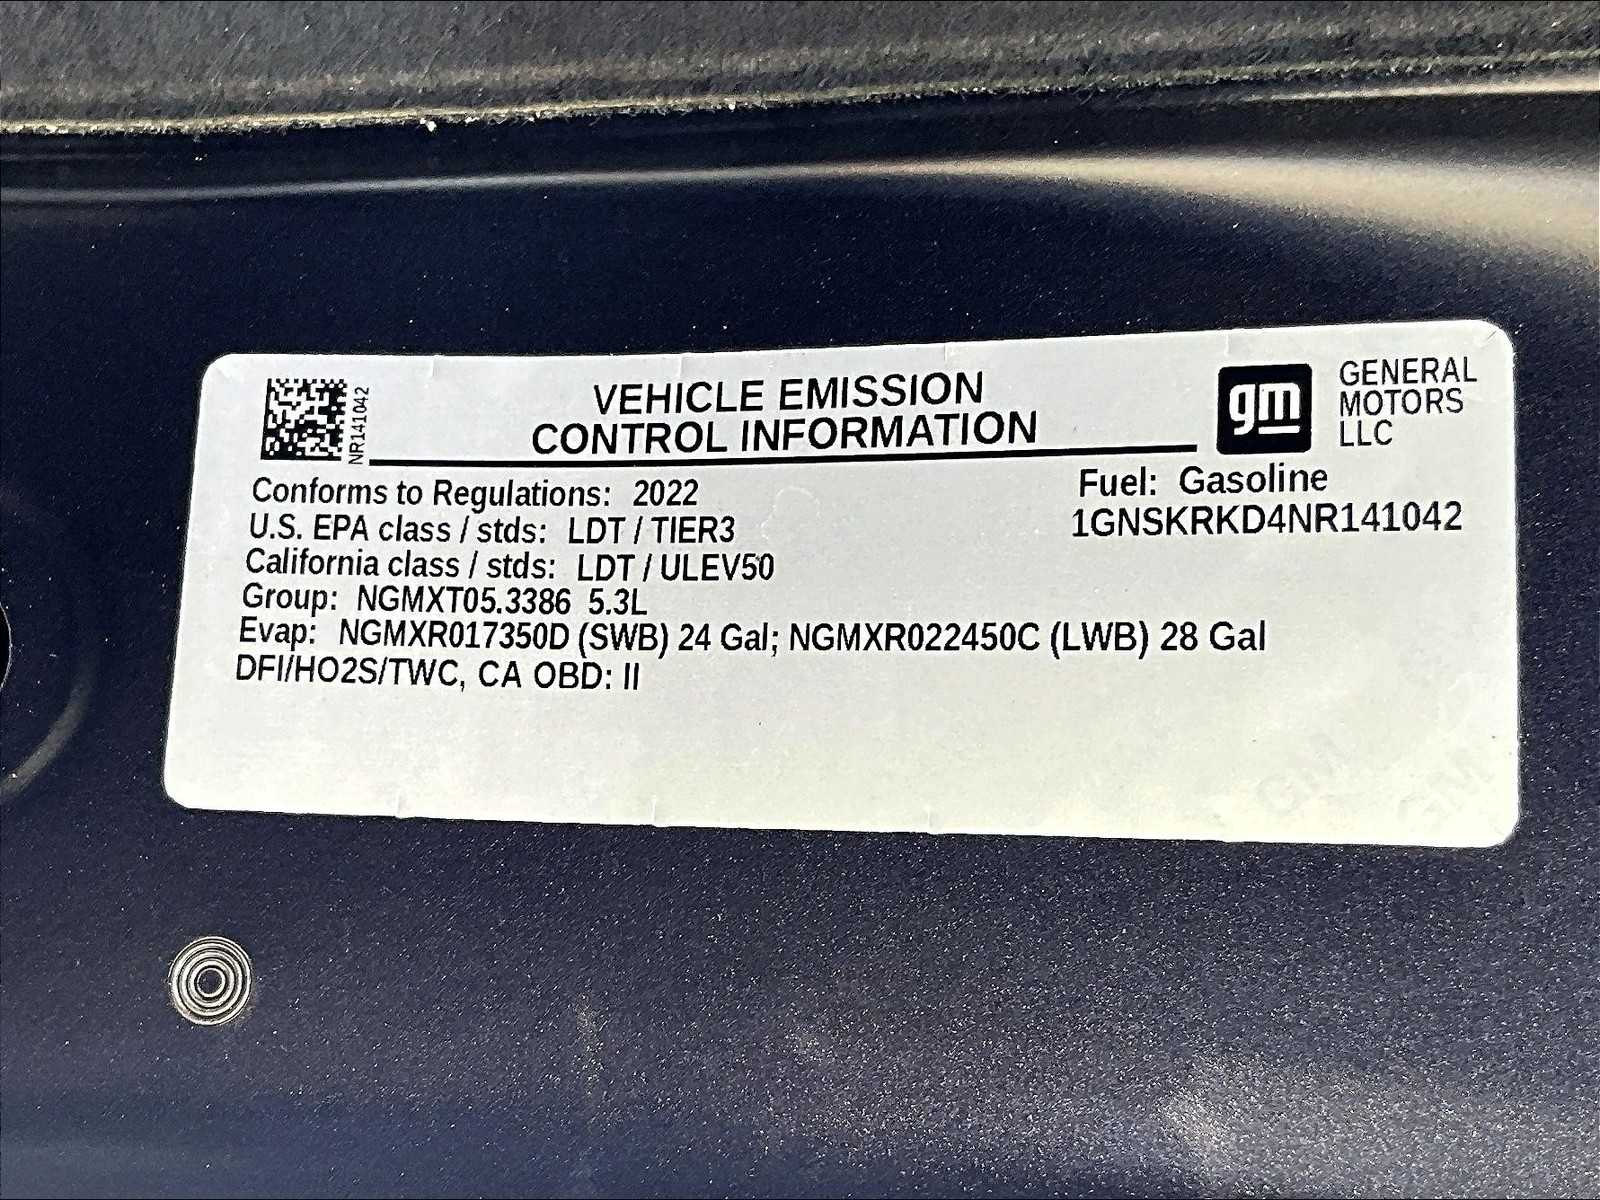 NR141042
VEHICLE EMISSION
CONTROL INFORMATION
gm
GENERAL
MOTORS
LLC
Conforms to Regulations: 2022
U.S. EPA class / stds: LDT / TIER3
California class / stds: LDT / ULEV50
Group: NGMXT05.3386 5.3L
Evap: NGMXR017350D (SWB) 24 Gal; NGMXR022450C (LWB) 28 Gal
DFI/HO2S/TWC, CA OBD: II
Fuel: Gasoline
1GNSKRKD4NR141042
GM
GM